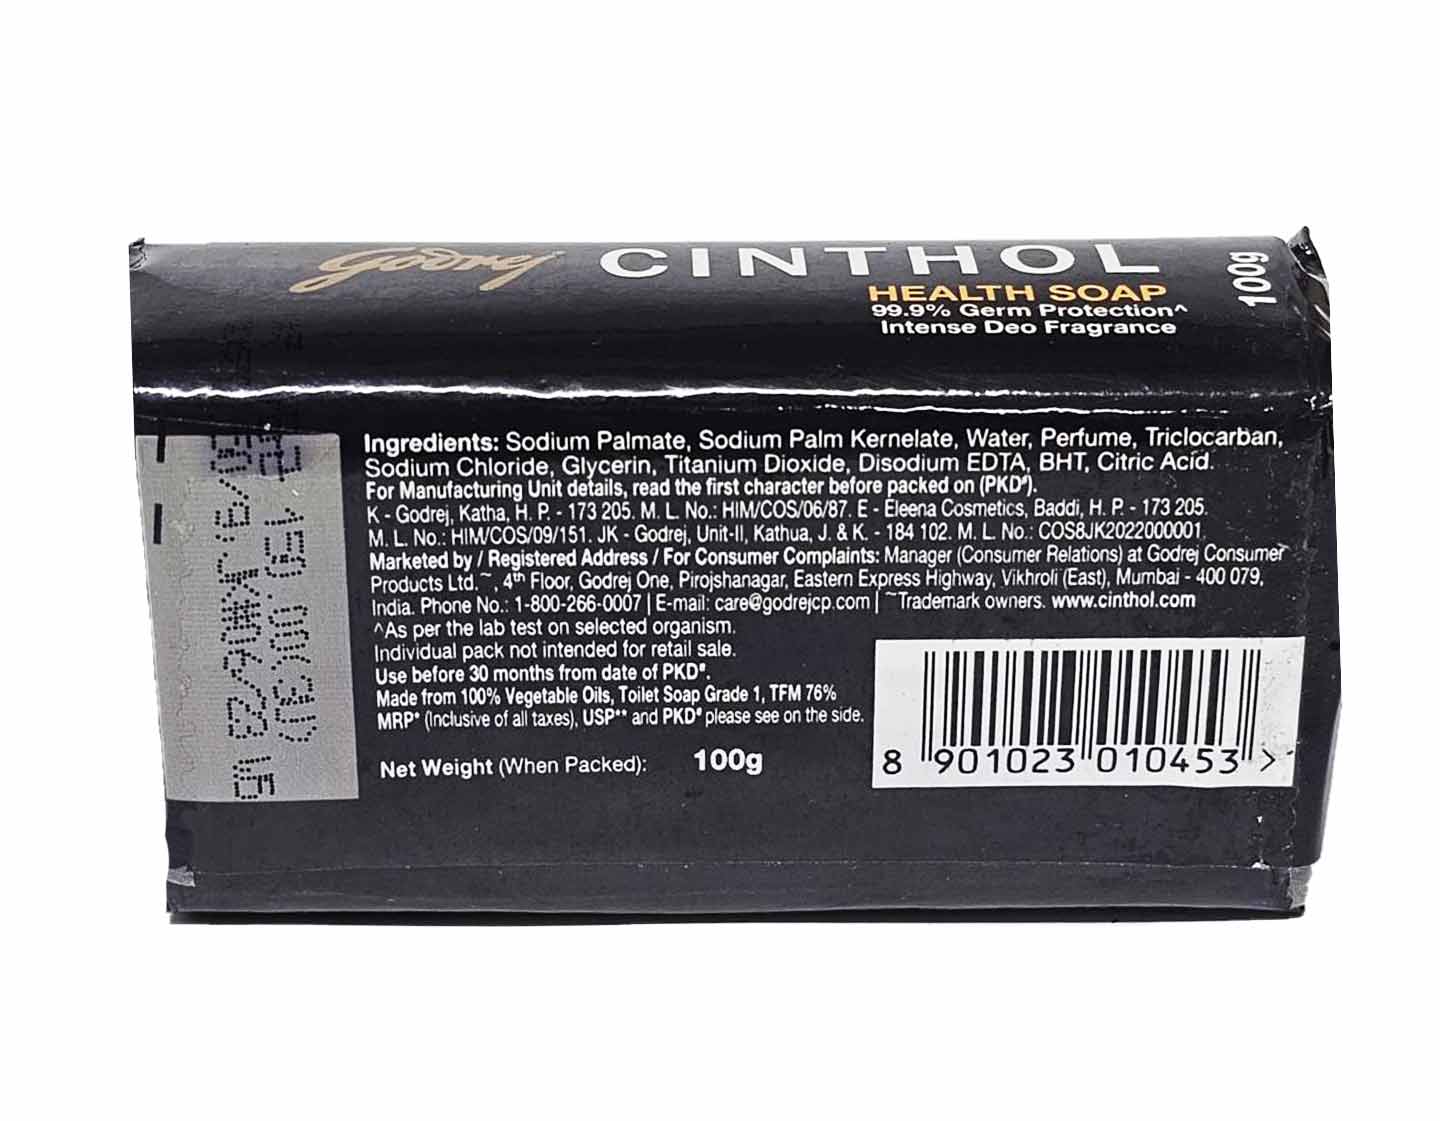 Godrej CINTHOL
HEALTH SOAP
99.9% Germ Protection^
Intense Deo Fragrance
100g
Ingredients: Sodium Palmate, Sodium Palm Kernelate, Water, Perfume, Triclocarban,
Sodium Chloride, Glycerin, Titanium Dioxide, Disodium EDTA, BHT, Citric Acid.
For Manufacturing Unit details, read the first character before packed on (PKD#).
K - Godrej, Katha, H. P. - 173 205. M. L. No.: HIM/COS/06/87. E - Eleena Cosmetics, Baddi, H. P. - 173 205.
M. L. No.: HIM/COS/09/151. JK - Godrej, Unit-II, Kathua, J. & K. - 184 102. M. L. No.: COS8JK2022000001
Marketed by / Registered Address / For Consumer Complaints: Manager (Consumer Relations) at Godrej Consumer
Products Ltd.~, 4th Floor, Godrej One, Pirojshanagar, Eastern Express Highway, Vikhroli (East), Mumbai - 400 079,
India. Phone No.: 1-800-266-0007 | E-mail: care@godrejcp.com | ~Trademark owners. www.cinthol.com
^As per the lab test on selected organism.
Individual pack not intended for retail sale.
Use before 30 months from date of PKD#.
Made from 100% Vegetable Oils, Toilet Soap Grade 1, TFM 76%
MRP* (Inclusive of all taxes), USP** and PKD# please see on the side.
Net Weight (When Packed): 100g
8 901023 010453 >